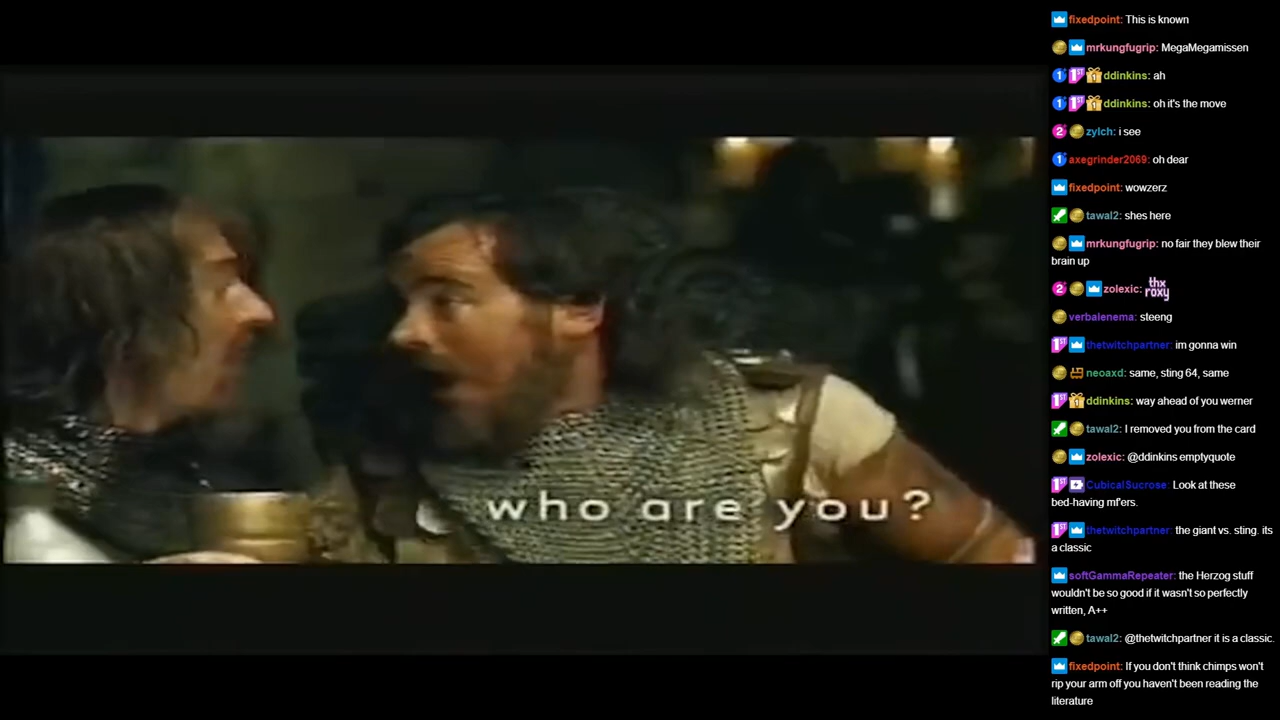 who are you?
fixedpoint: This is known
mrkungfugrip: MegaMegamissen
ddinkins: ah
ddinkins: oh it's the move
zylch: i see
axegrinder2069: oh dear
fixedpoint: wowzerz
tawal2: shes here
mrkungfugrip: no fair they blew their
brain up
zolexic: thx
roxy
verbalenema: steeng
thetwitchpartner: im gonna win
neoaxd: same, sting 64, same
ddinkins: way ahead of you werner
tawal2: I removed you from the card
zolexic: @ddinkins emptyquote
CubicalSucrose: Look at these
bed-having mf'ers.
thetwitchpartner: the giant vs. sting. its
a classic
softGammaRepeater: the Herzog stuff
wouldn't be so good if it wasn't so perfectly
written, A++
tawal2: @thetwitchpartner it is a classic.
fixedpoint: If you don't think chimps won't
rip your arm off you haven't been reading the
literature